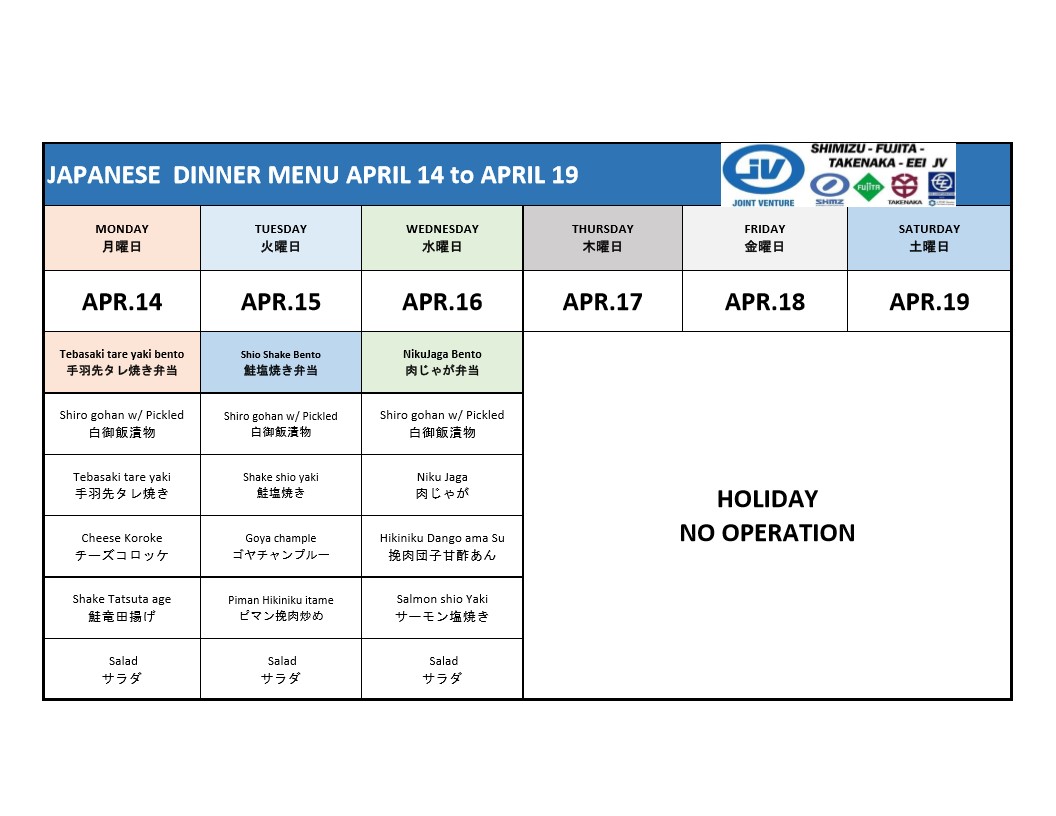 JAPANESE  DINNER MENU APRIL 14 to APRIL 19
JV
JOINT VENTURE
SHIMIZU - FUJITA -
TAKENAKA - EEI JV
SHMZ
FUJITA
TAKENAKA
EEI
MONDAY
月曜日
TUESDAY
火曜日
WEDNESDAY
水曜日
THURSDAY
木曜日
FRIDAY
金曜日
SATURDAY
土曜日
APR.14
APR.15
APR.16
APR.17
APR.18
APR.19
Tebasaki tare yaki bento
手羽先タレ焼き弁当
Shio Shake Bento
鮭塩焼き弁当
NikuJaga Bento
肉じゃが弁当
Shiro gohan w/ Pickled
白御飯漬物
Shiro gohan w/ Pickled
白御飯漬物
Shiro gohan w/ Pickled
白御飯漬物
Tebasaki tare yaki
手羽先タレ焼き
Shake shio yaki
鮭塩焼き
Niku Jaga
肉じゃが
Cheese Koroke
チーズコロッケ
Goya chample
ゴヤチャンプルー
Hikiniku Dango ama Su
挽肉団子甘酢あん
Shake Tatsuta age
鮭竜田揚げ
Piman Hikiniku itame
ピマン挽肉炒め
Salmon shio Yaki
サーモン塩焼き
Salad
サラダ
Salad
サラダ
Salad
サラダ
HOLIDAY
NO OPERATION